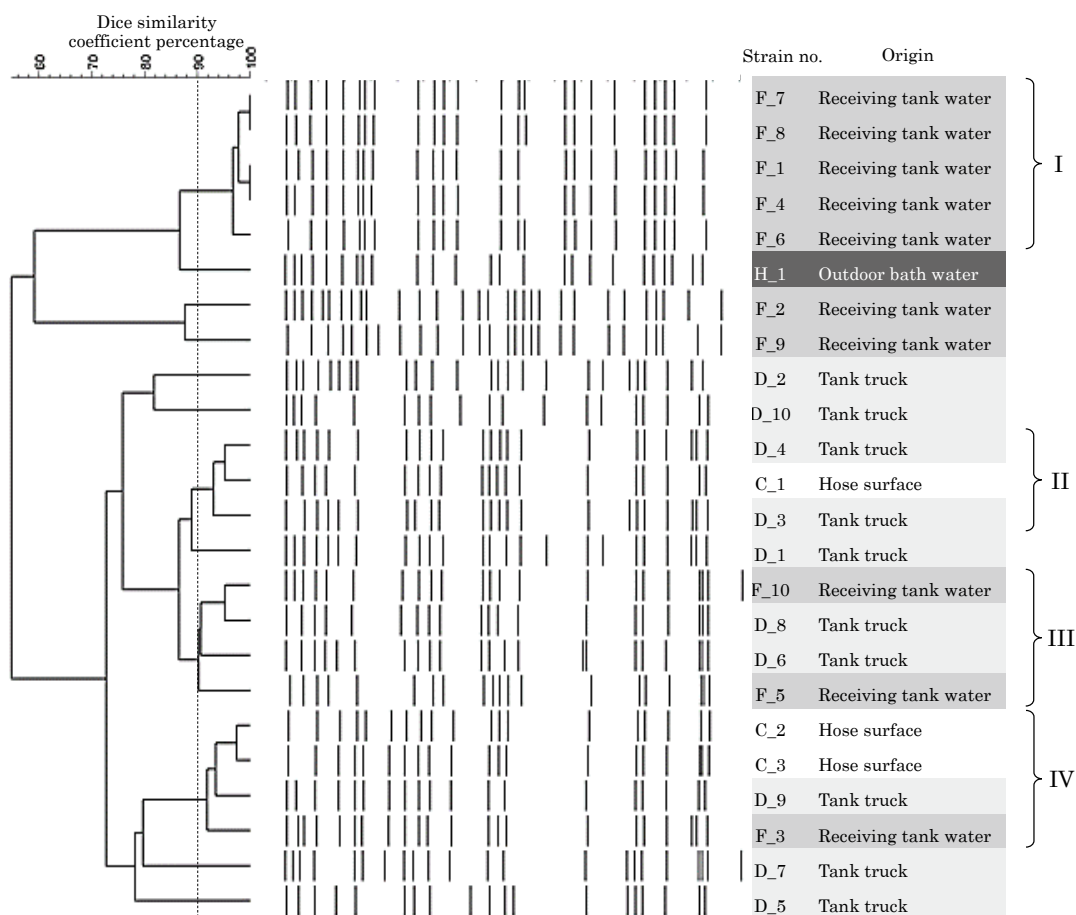 Dice similarity
coefficient percentage
60 70 80 90 100
Strain no. Origin
F_7 Receiving tank water
F_8 Receiving tank water
F_1 Receiving tank water
I
F_4 Receiving tank water
F_6 Receiving tank water
H_1 Outdoor bath water
F_2 Receiving tank water
F_9 Receiving tank water
D_2 Tank truck
D_10 Tank truck
D_4 Tank truck
C_1 Hose surface
II
D_3 Tank truck
D_1 Tank truck
F_10 Receiving tank water
D_8 Tank truck
III
D_6 Tank truck
F_5 Receiving tank water
C_2 Hose surface
C_3 Hose surface
IV
D_9 Tank truck
F_3 Receiving tank water
D_7 Tank truck
D_5 Tank truck